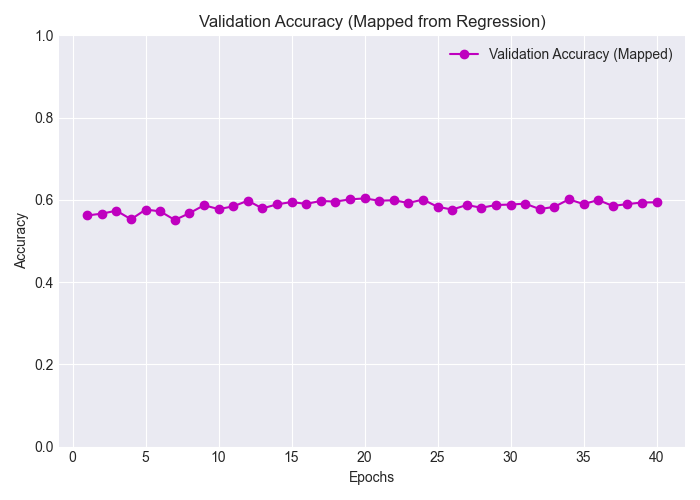 Validation Accuracy (Mapped from Regression)
1.0
Validation Accuracy (Mapped)
0.8
0.6
Accuracy
0.4
0.2
0.0
0 5 10 15 20 25 30 35 40
Epochs